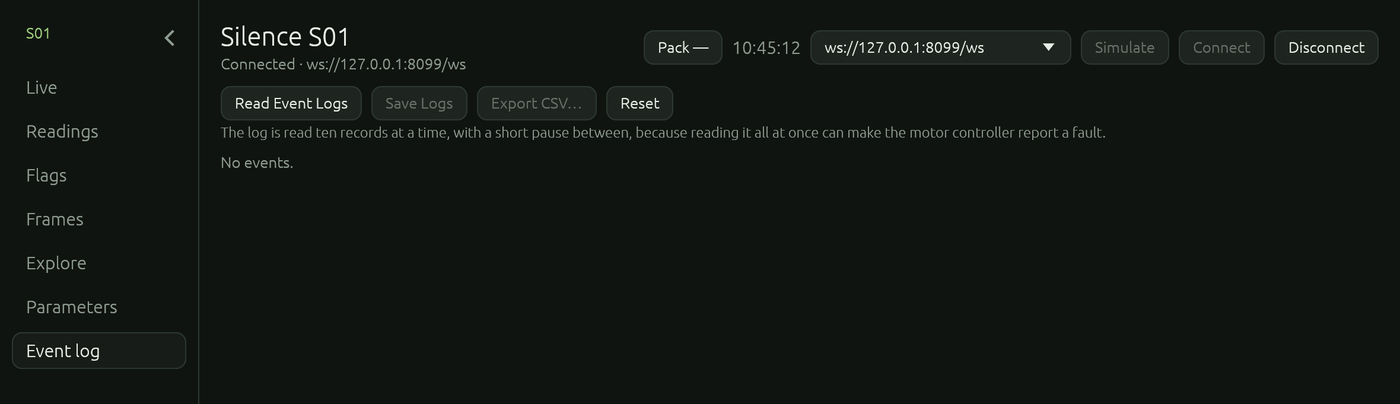 S01
Live
Readings
Flags
Frames
Explore
Parameters
Event log
Silence S01
Connected · ws://127.0.0.1:8099/ws
Pack —
10:45:12
ws://127.0.0.1:8099/ws
Simulate
Connect
Disconnect
Read Event Logs
Save Logs
Export CSV...
Reset
The log is read ten records at a time, with a short pause between, because reading it all at once can make the motor controller report a fault.
No events.